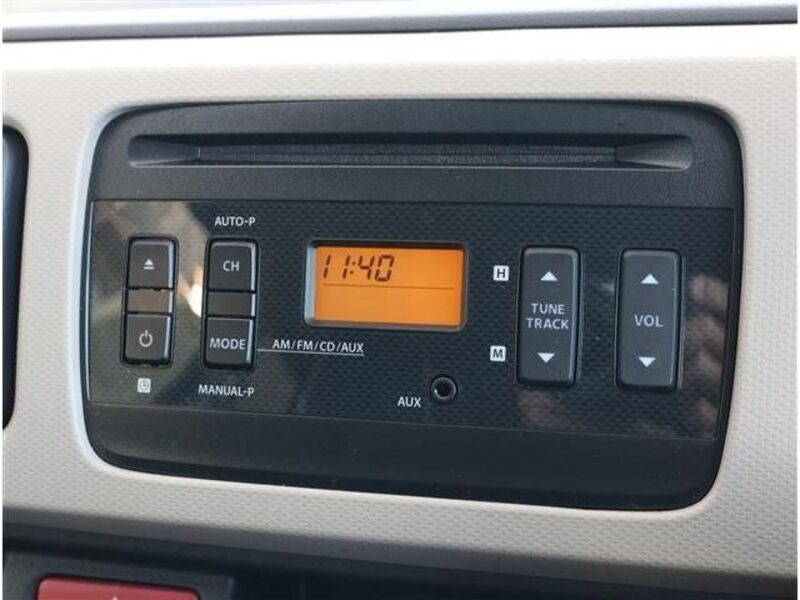 AUTO-P
CH
11:40
H
TUNE
TRACK
VOL
MODE
AM/FM/CD/AUX
M
MANUAL-P
AUX